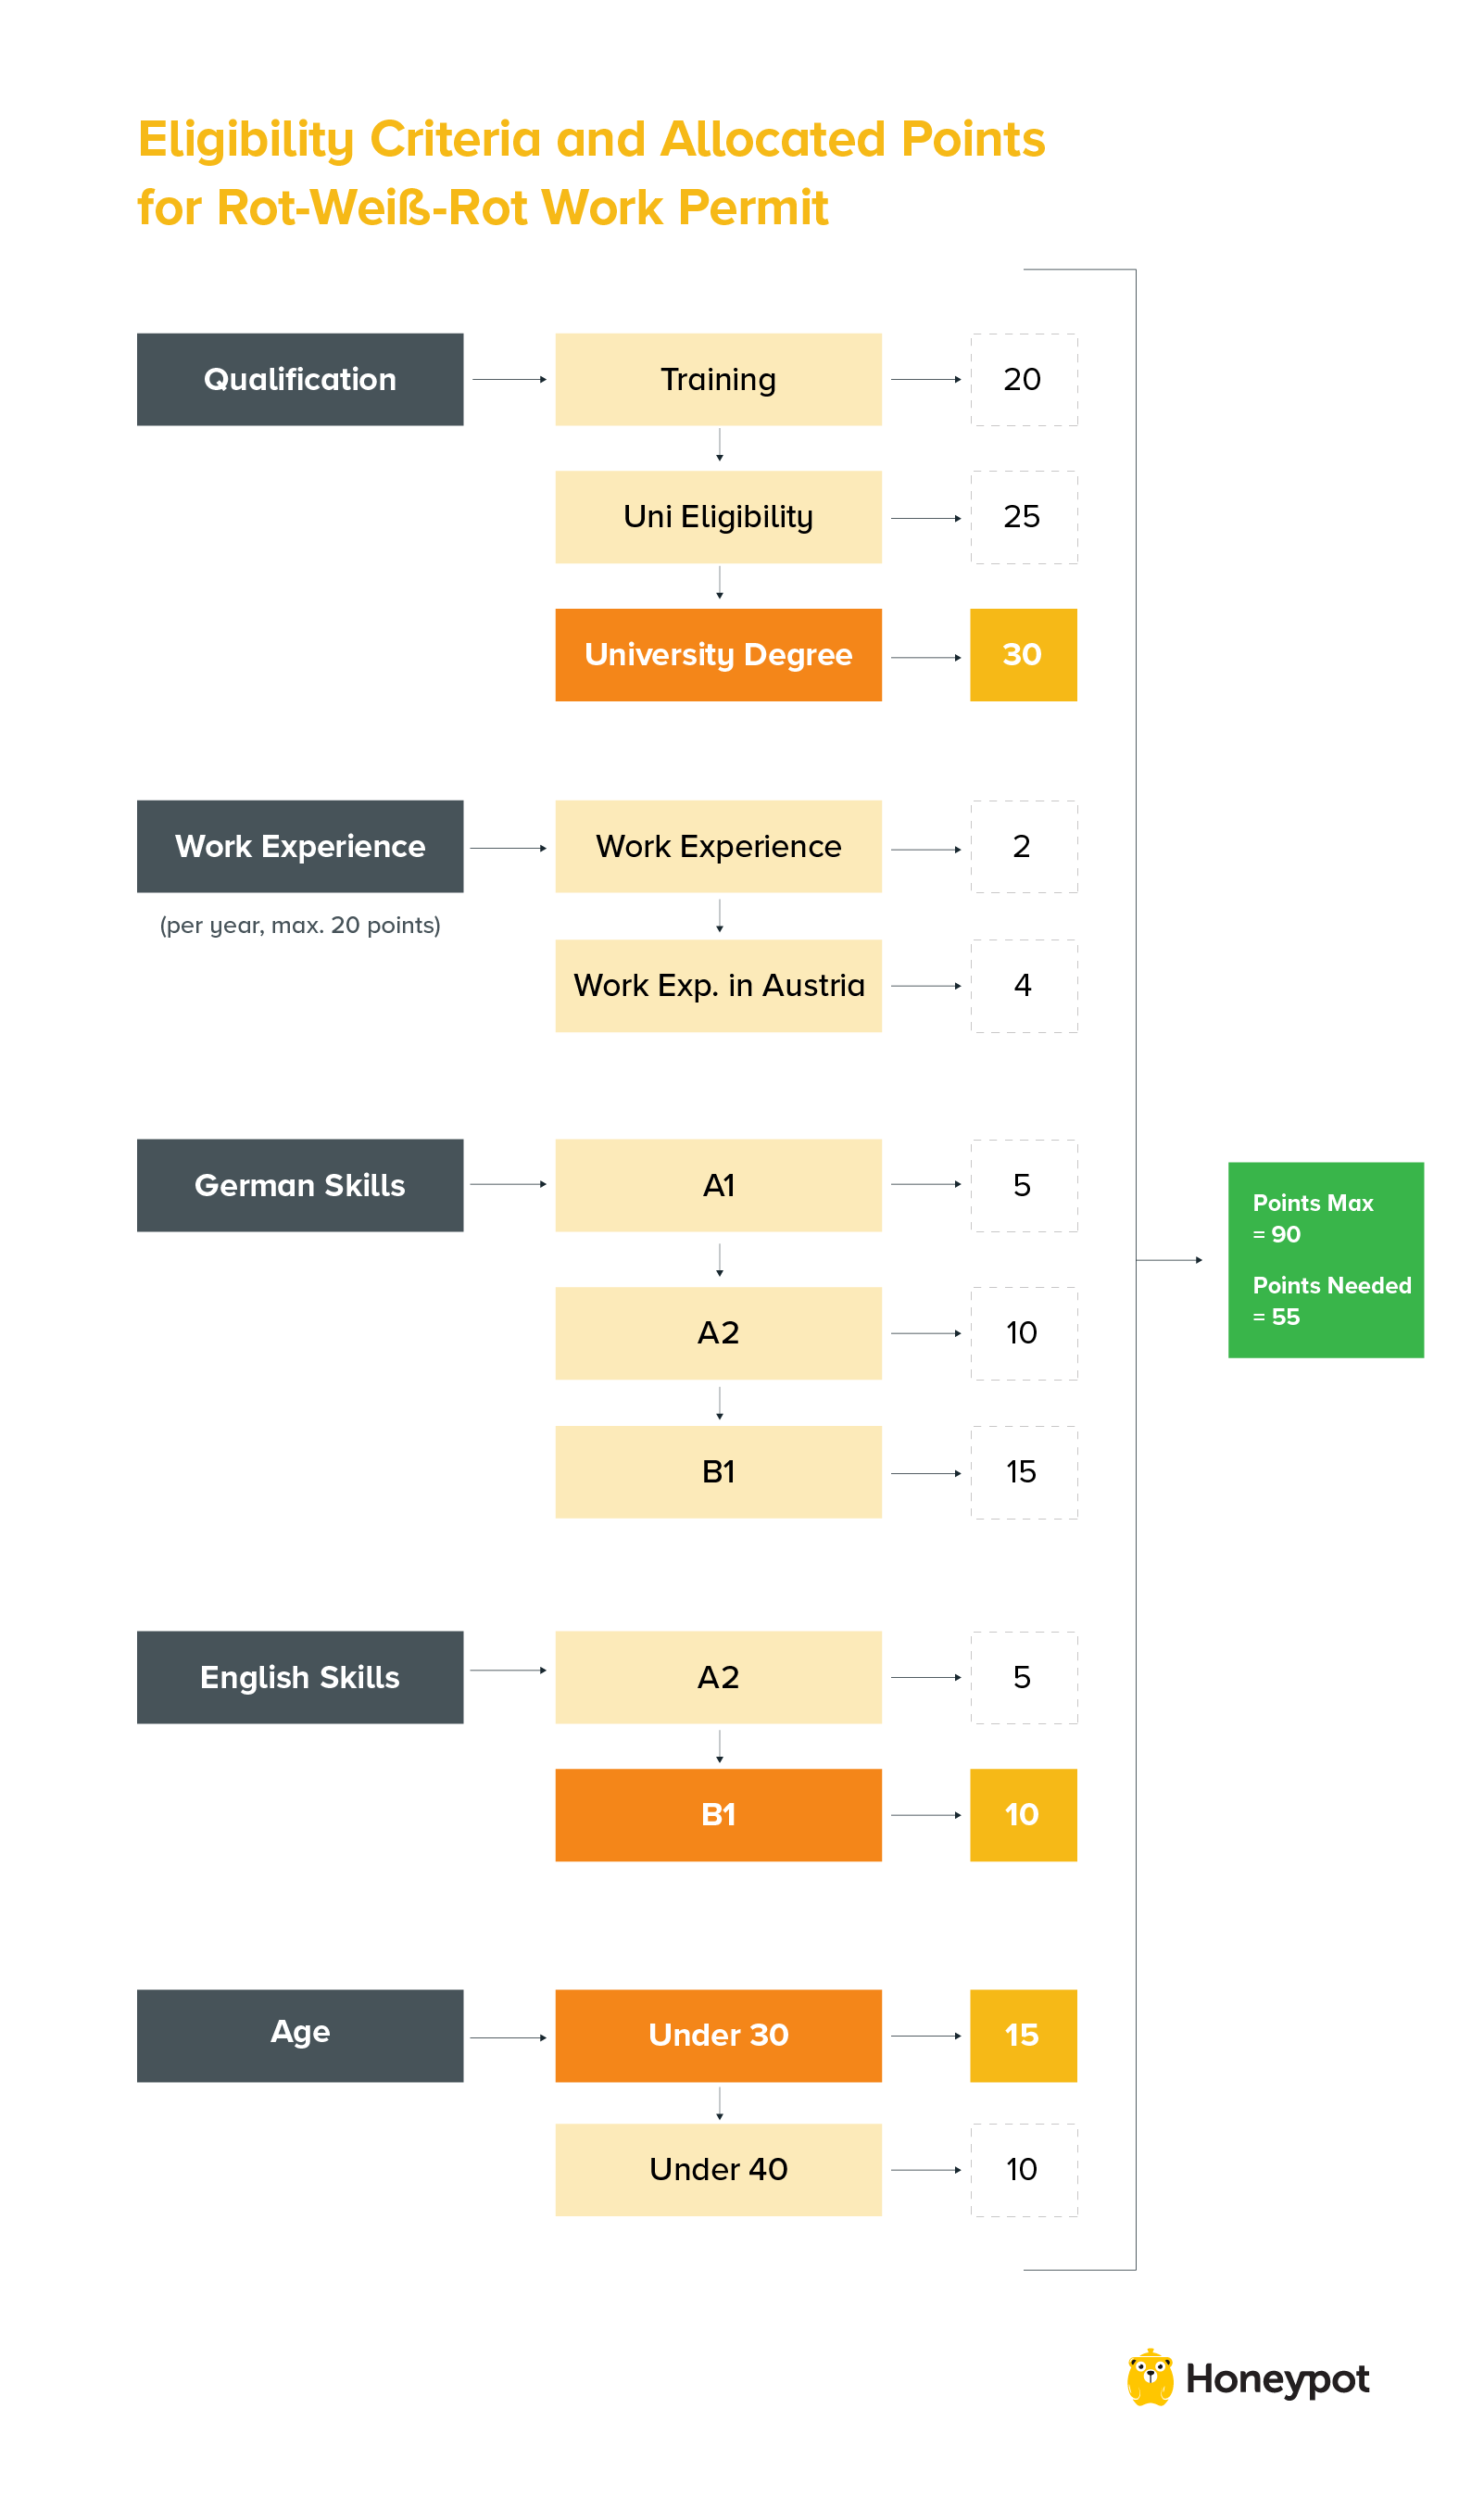 Eligibility Criteria and Allocated Points
for Rot-Weiß-Rot Work Permit
Qualification
Training
20
Uni Eligibility
25
University Degree
30
Work Experience
(per year, max. 20 points)
Work Experience
2
Work Exp. in Austria
4
German Skills
A1
5
A2
10
B1
15
English Skills
A2
5
B1
10
Age
Under 30
15
Under 40
10
Points Max
= 90
Points Needed
= 55
Honeypot